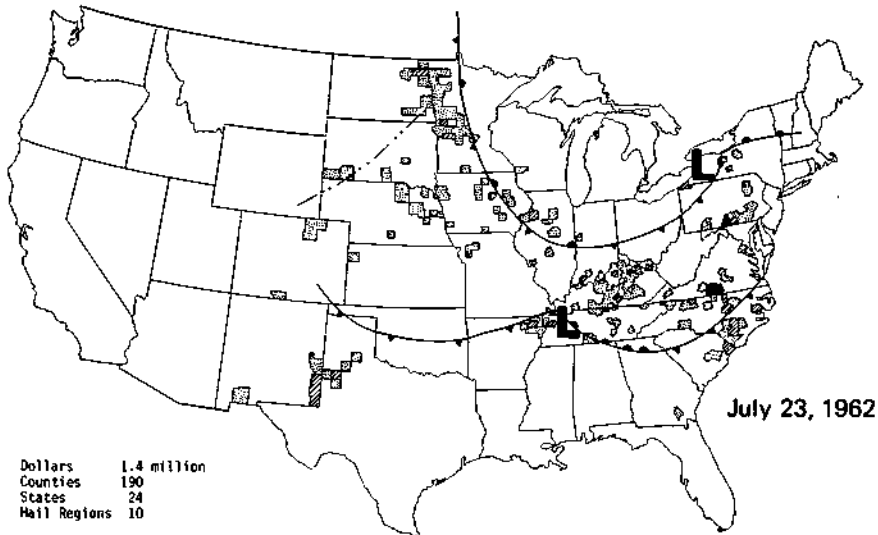 L
L
July 23, 1962
Dollars 1.4 million
Counties 190
States 24
Hail Regions 10